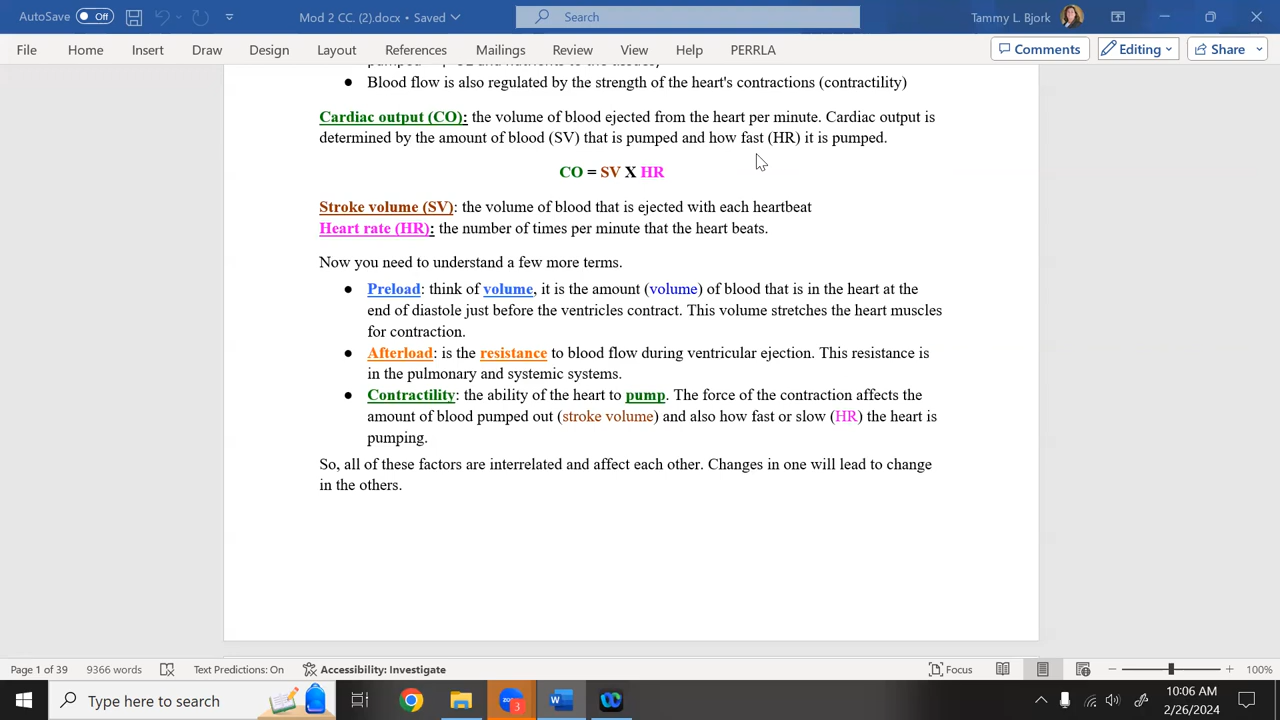 AutoSave Off Mod 2 CC. (2).docx • Saved Search Tammy L. Bjork
File Home Insert Draw Design Layout References Mailings Review View Help PERRLA Comments Editing Share
• Blood flow is also regulated by the strength of the heart's contractions (contractility)
Cardiac output (CO): the volume of blood ejected from the heart per minute. Cardiac output is
determined by the amount of blood (SV) that is pumped and how fast (HR) it is pumped.
CO = SV X HR
Stroke volume (SV): the volume of blood that is ejected with each heartbeat
Heart rate (HR): the number of times per minute that the heart beats.
Now you need to understand a few more terms.
• Preload: think of volume, it is the amount (volume) of blood that is in the heart at the
end of diastole just before the ventricles contract. This volume stretches the heart muscles
for contraction.
• Afterload: is the resistance to blood flow during ventricular ejection. This resistance is
in the pulmonary and systemic systems.
• Contractility: the ability of the heart to pump. The force of the contraction affects the
amount of blood pumped out (stroke volume) and also how fast or slow (HR) the heart is
pumping.
So, all of these factors are interrelated and affect each other. Changes in one will lead to change
in the others.
Page 1 of 39 9366 words Text Predictions: On Accessibility: Investigate Focus 100%
Type here to search 3 10:06 AM
2/26/2024